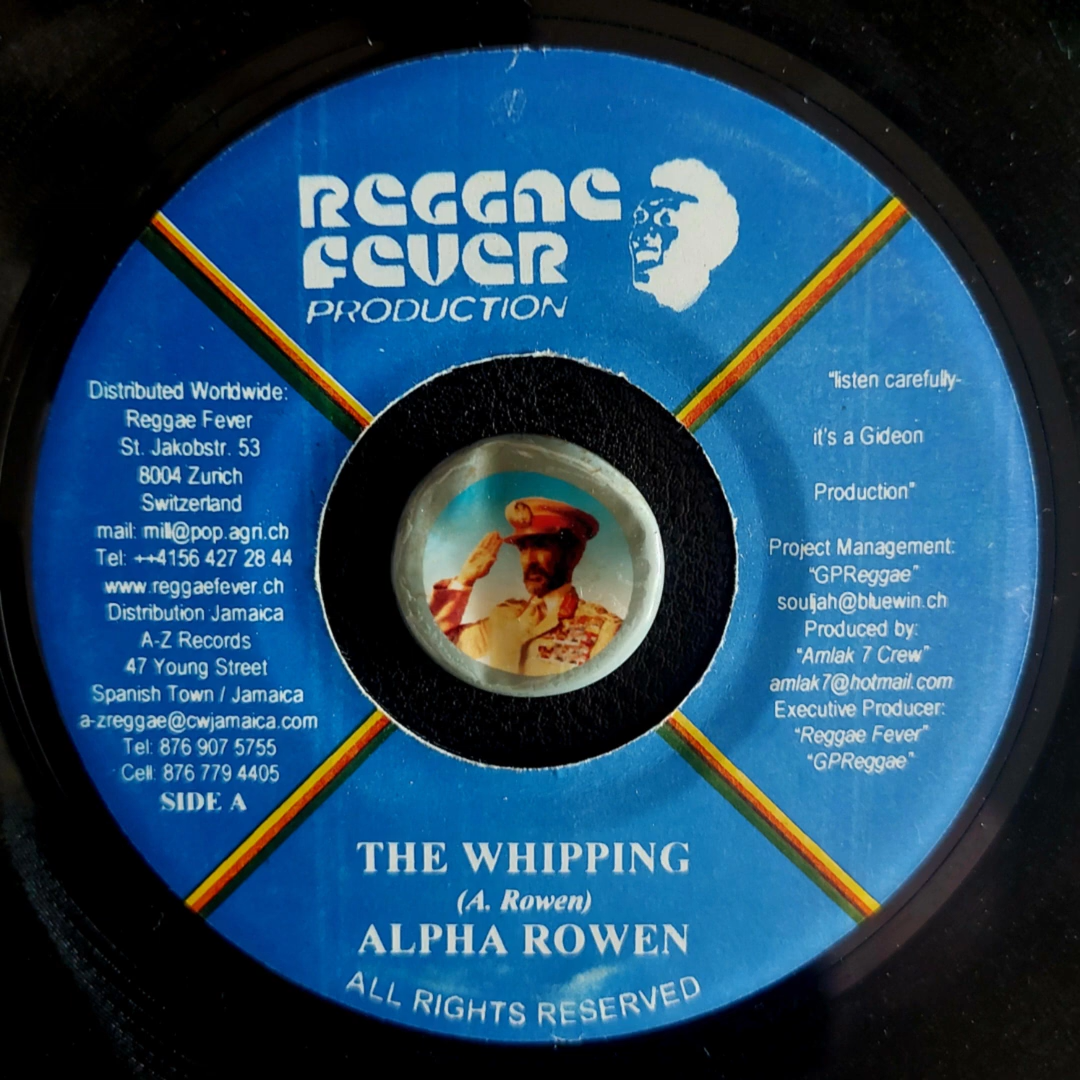 REGGAE
FEVER
PRODUCTION
Distributed Worldwide:
Reggae Fever
St. Jakobstr. 53
8004 Zurich
Switzerland
mail: mill@pop.agri.ch
Tel: ++4156 427 28 44
www.reggaefever.ch
Distribution Jamaica
A-Z Records
47 Young Street
Spanish Town / Jamaica
a-zreggae@cwjamaica.com
Tel: 876 907 5755
Cell: 876 779 4405
SIDE A
"listen carefully-
it's a Gideon
Production"
Project Management:
"GPReggae"
souljah@bluewin.ch
Produced by:
"Amlak 7 Crew"
amlak7@hotmail.com
Executive Producer:
"Reggae Fever"
"GPReggae"
THE WHIPPING
(A. Rowen)
ALPHA ROWEN
ALL RIGHTS RESERVED